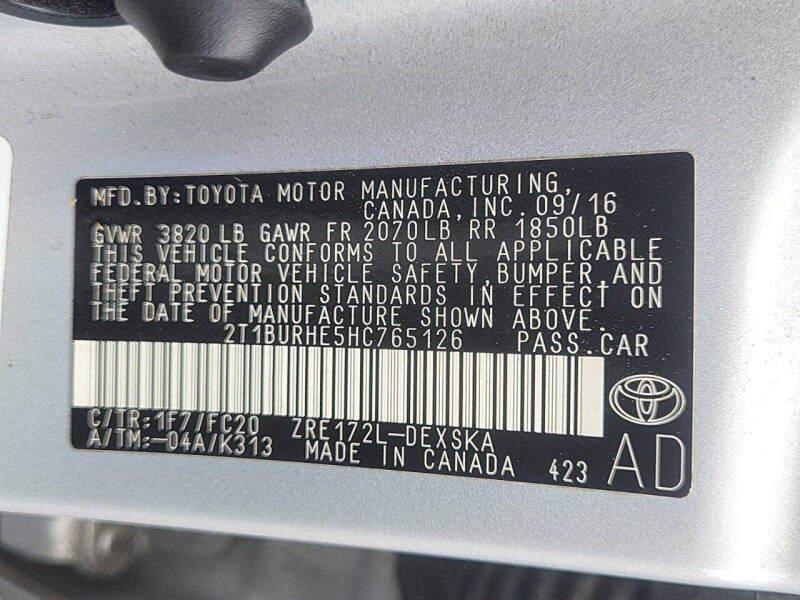 MFD.BY:TOYOTA MOTOR MANUFACTURING,
CANADA,INC.09/16
GVWR 3820 LB GAWR FR 2070LB RR 1850LB
THIS VEHICLE CONFORMS TO ALL APPLICABLE
FEDERAL MOTOR VEHICLE SAFETY,BUMPER,AND
THEFT PREVENTION STANDARDS IN EFFECT ON
THE DATE OF MANUFACTURE SHOWN ABOVE.
2T1BURHE5HC765126 PASS.CAR
C/TR:1F7/FC20 ZRE172L-DEXSKA
A/TM:-04A/K313 MADE IN CANADA 423 AD